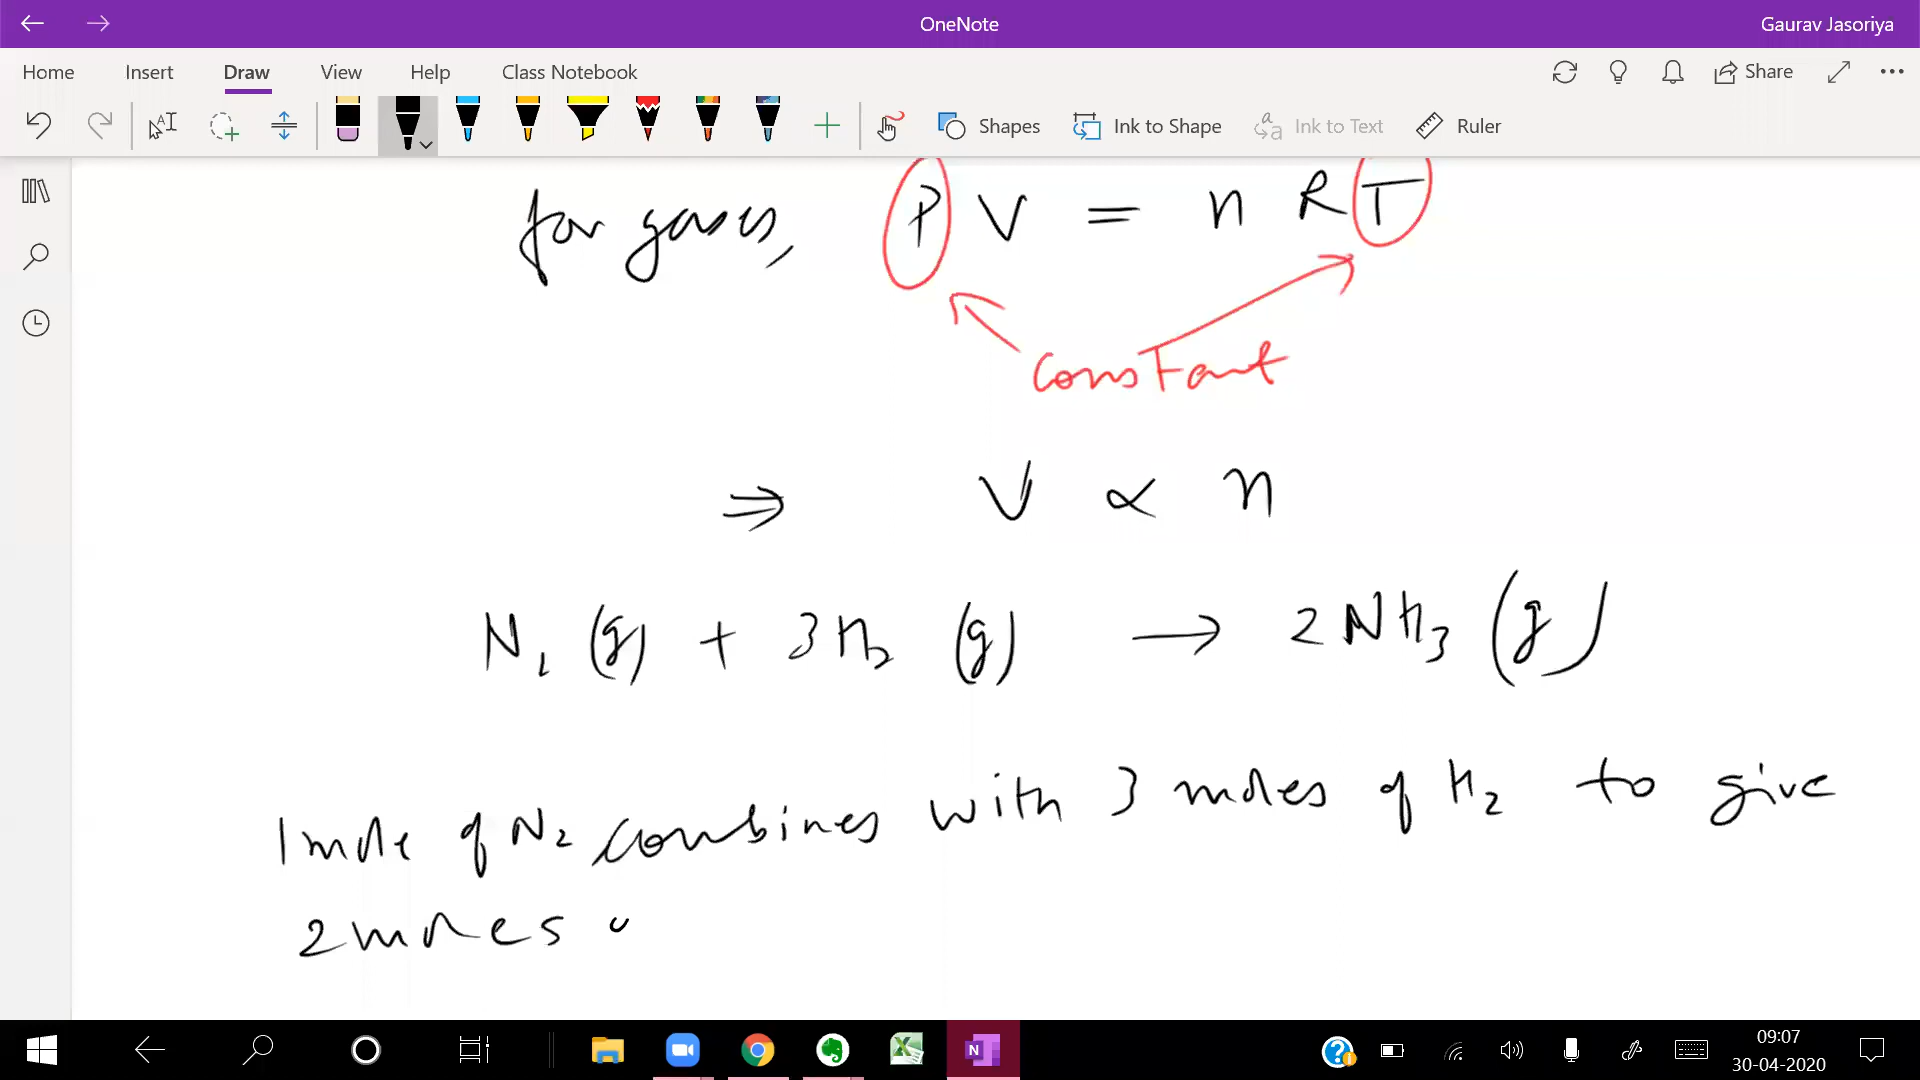 OneNote
Gaurav Jasoriya
Home Insert Draw View Help Class Notebook Share
Shapes Ink to Shape Ink to Text Ruler
for gases, P V = n R T
constant
⇒ V ∝ n
N₂ (g) + 3H₂ (g) → 2NH₃ (g)
1 mole of N₂ combines with 3 moles of H₂ to give
2 moles o
09:07
30-04-2020